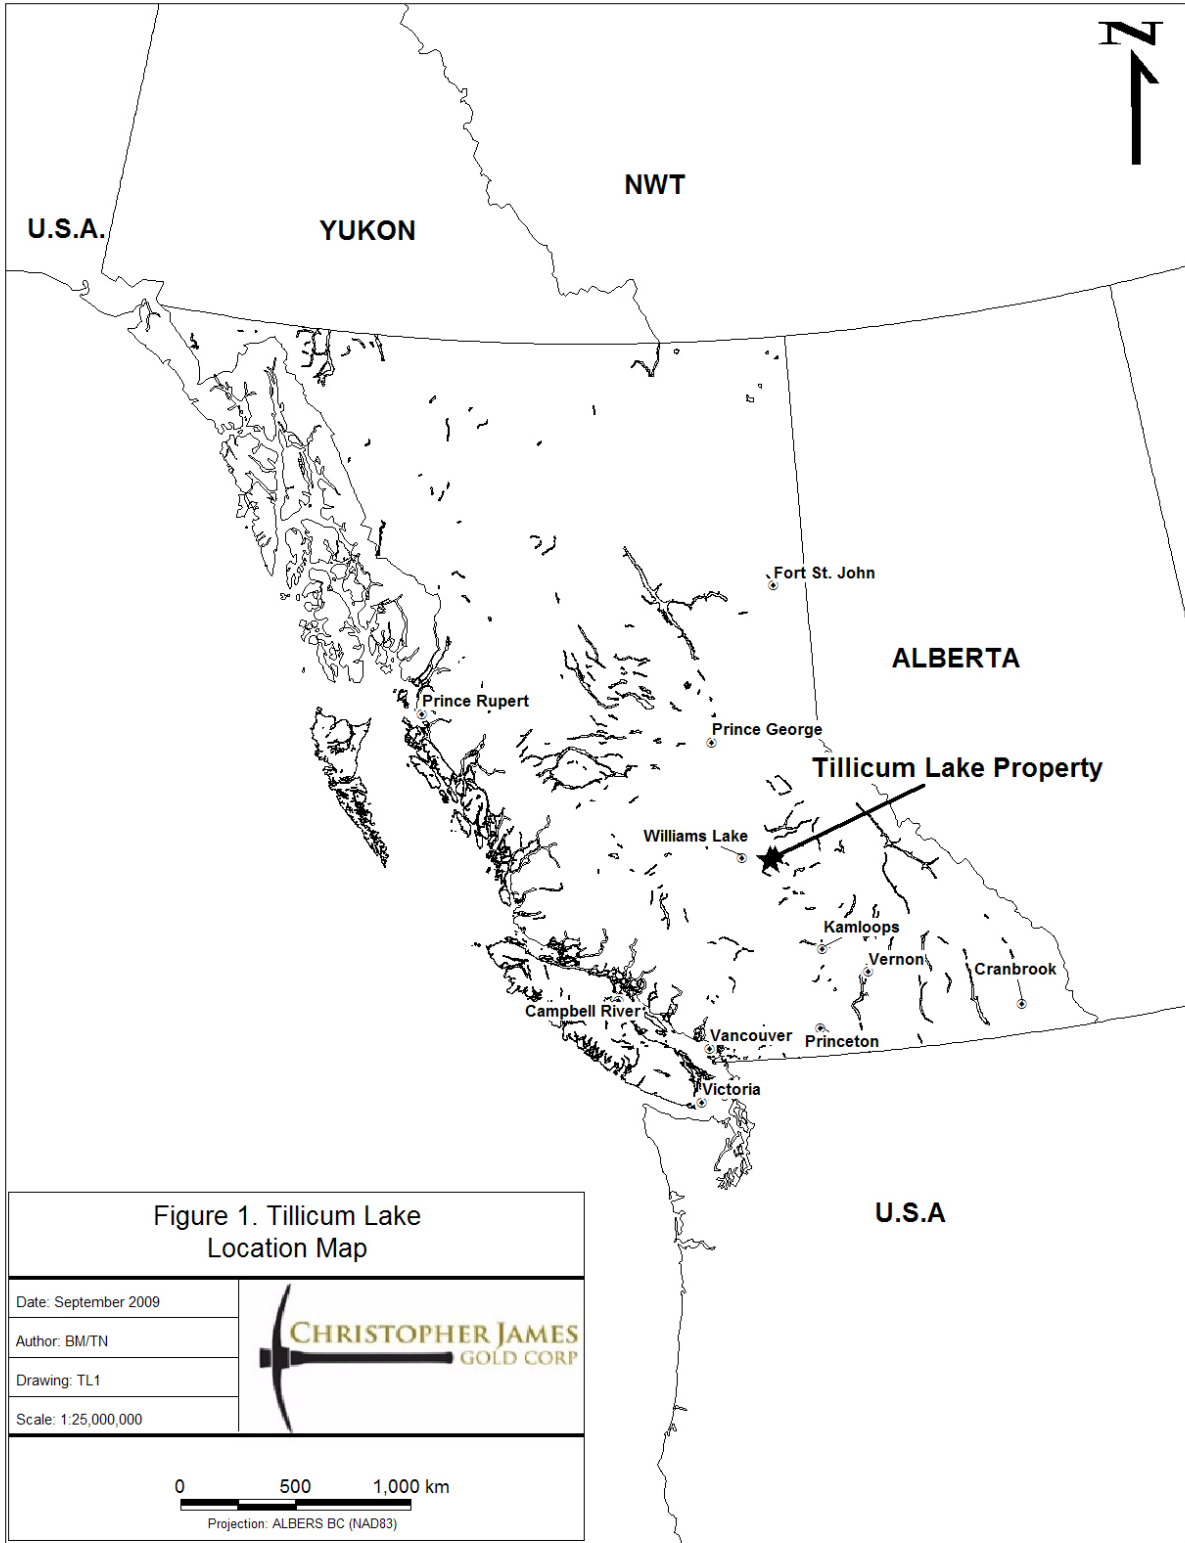 N
NWT
U.S.A.
YUKON
Fort St. John
ALBERTA
Prince Rupert
Prince George
Tillicum Lake Property
Williams Lake
Kamloops
Vernon
Cranbrook
Campbell River
Vancouver
Princeton
Victoria
U.S.A
Figure 1. Tillicum Lake
Location Map
Date: September 2009
Author: BM/TN
Drawing: TL1
Scale: 1:25,000,000
CHRISTOPHER JAMES
GOLD CORP
0 500 1,000 km
Projection: ALBERS BC (NAD83)